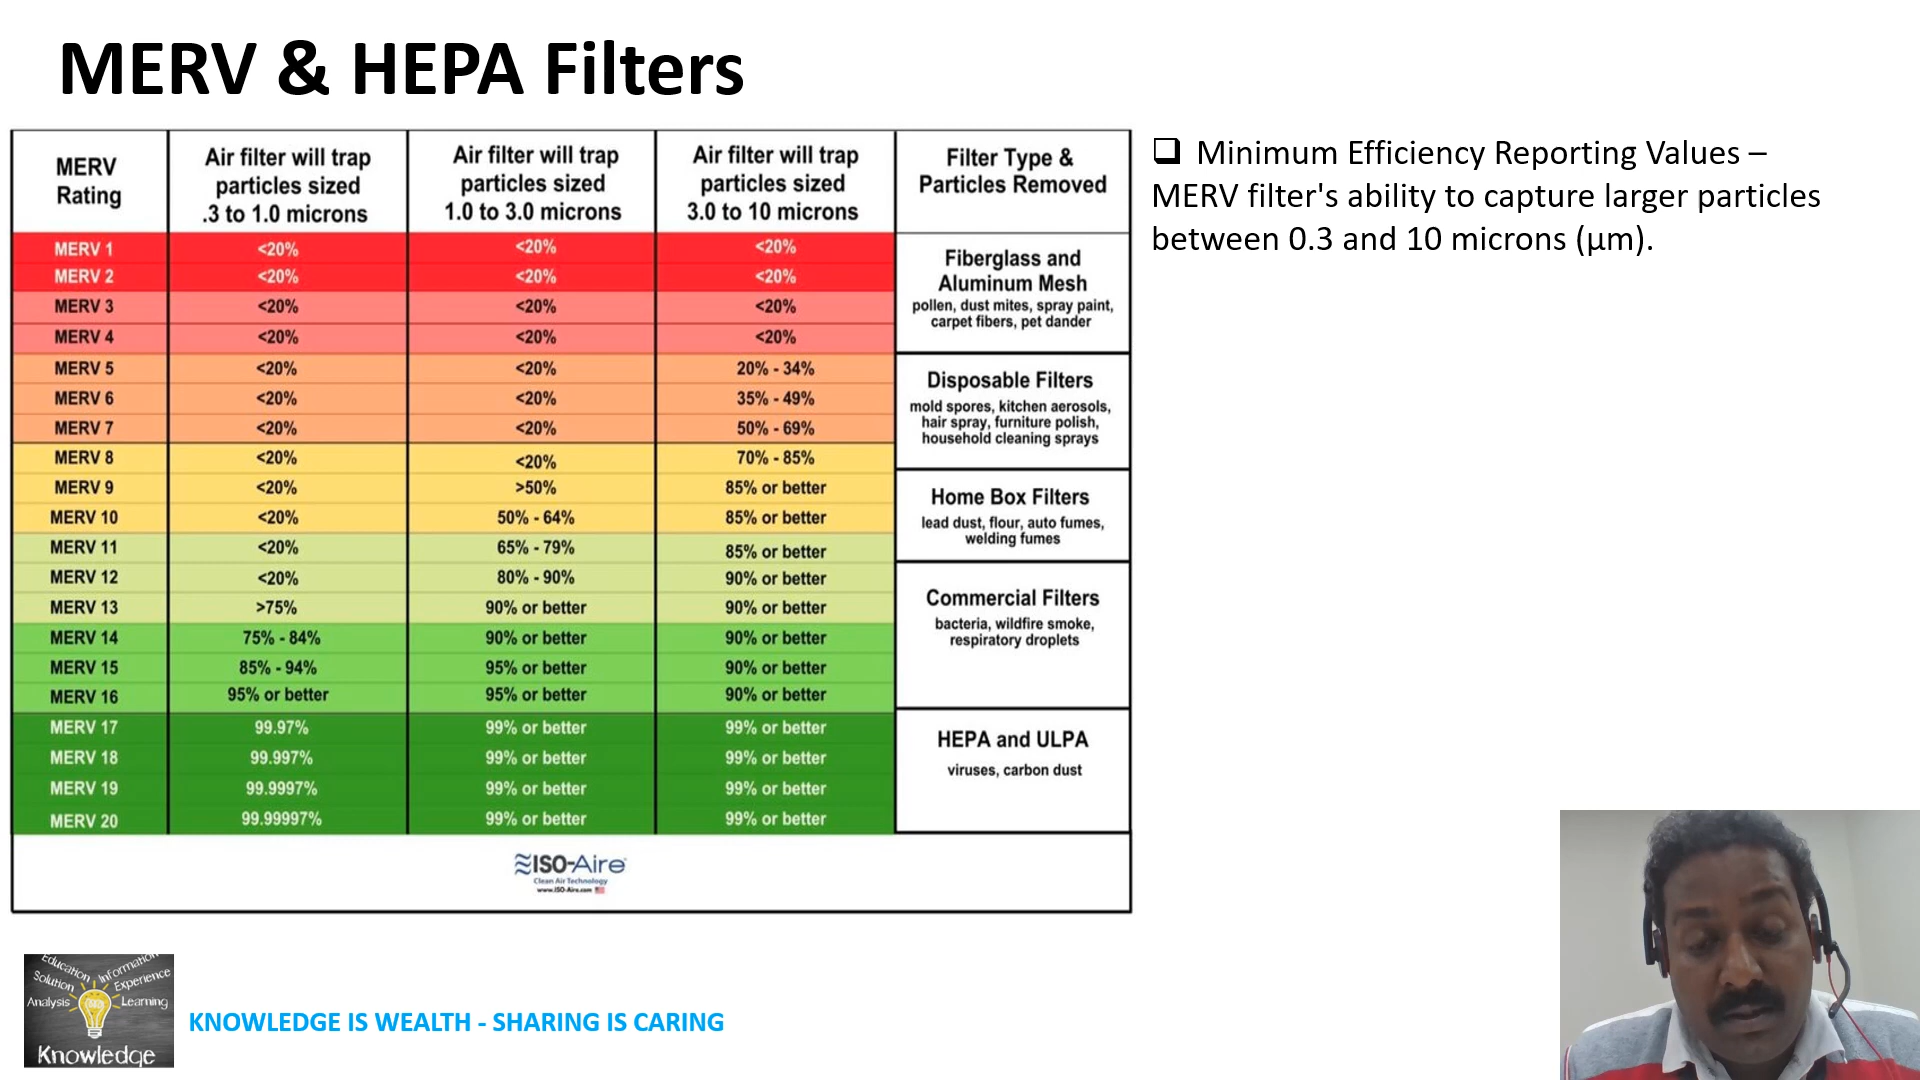 MERV & HEPA Filters
MERV Rating | Air filter will trap particles sized .3 to 1.0 microns | Air filter will trap particles sized 1.0 to 3.0 microns | Air filter will trap particles sized 3.0 to 10 microns | Filter Type & Particles Removed
MERV 1 <20% <20% <20%
MERV 2 <20% <20% <20%
MERV 3 <20% <20% <20%
MERV 4 <20% <20% <20%
Fiberglass and
Aluminum Mesh
pollen, dust mites, spray paint,
carpet fibers, pet dander
MERV 5 <20% <20% 20% - 34%
MERV 6 <20% <20% 35% - 49%
MERV 7 <20% <20% 50% - 69%
MERV 8 <20% <20% 70% - 85%
Disposable Filters
mold spores, kitchen aerosols,
hair spray, furniture polish,
household cleaning sprays
MERV 9 <20% >50% 85% or better
MERV 10 <20% 50% - 64% 85% or better
MERV 11 <20% 65% - 79% 85% or better
Home Box Filters
lead dust, flour, auto fumes,
welding fumes
MERV 12 <20% 80% - 90% 90% or better
MERV 13 >75% 90% or better 90% or better
MERV 14 75% - 84% 90% or better 90% or better
MERV 15 85% - 94% 95% or better 90% or better
MERV 16 95% or better 95% or better 90% or better
Commercial Filters
bacteria, wildfire smoke,
respiratory droplets
MERV 17 99.97% 99% or better 99% or better
MERV 18 99.997% 99% or better 99% or better
MERV 19 99.9997% 99% or better 99% or better
MERV 20 99.99997% 99% or better 99% or better
HEPA and ULPA
viruses, carbon dust
ISO-Aire
Clean Air Technology
www.ISO-Aire.com
❑ Minimum Efficiency Reporting Values –
MERV filter's ability to capture larger particles
between 0.3 and 10 microns (µm).
Education Information
Solution Experience
Analysis Learning
Knowledge
KNOWLEDGE IS WEALTH - SHARING IS CARING